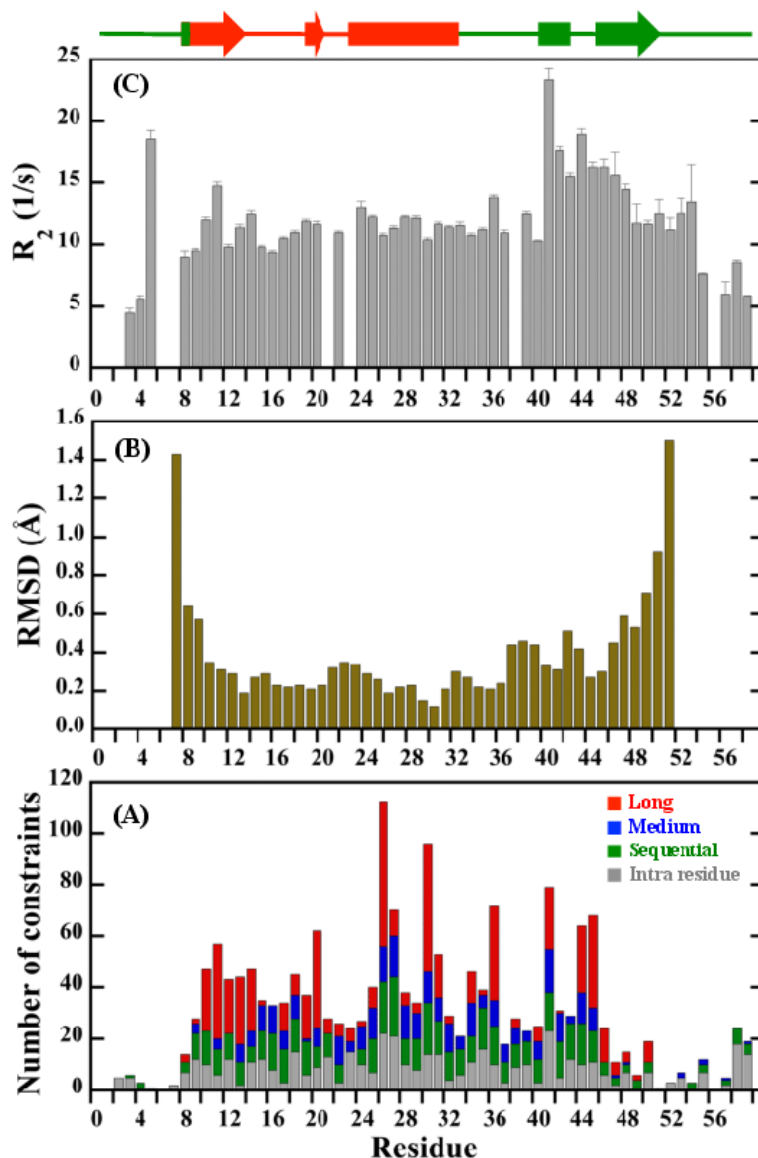 (C)
R2 (1/s)
25
20
15
10
5
0
0 4 8 12 16 20 24 28 32 36 40 44 48 52 56
(B)
RMSD (Å)
1.6
1.4
1.2
1.0
0.8
0.6
0.4
0.2
0.0
0 4 8 12 16 20 24 28 32 36 40 44 48 52 56
(A)
Number of constraints
120
100
80
60
40
20
0
Long
Medium
Sequential
Intra residue
0 4 8 12 16 20 24 28 32 36 40 44 48 52 56
Residue